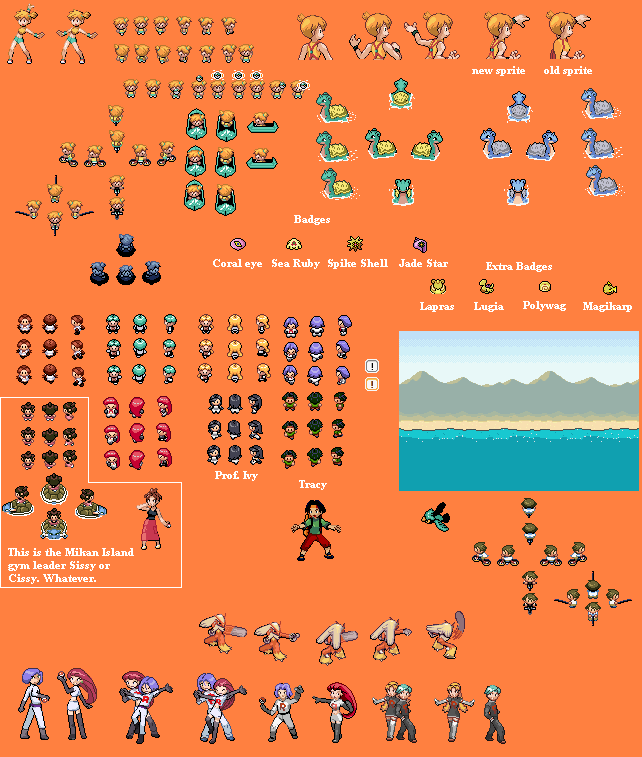 new sprite
old sprite
Badges
Coral eye
Sea Ruby
Spike Shell
Jade Star
Extra Badges
Lapras
Lugia
Polywag
Magikarp
!
!
Prof. Ivy
Tracy
This is the Mikan Island
gym leader Sissy or
Cissy. Whatever.
R
R